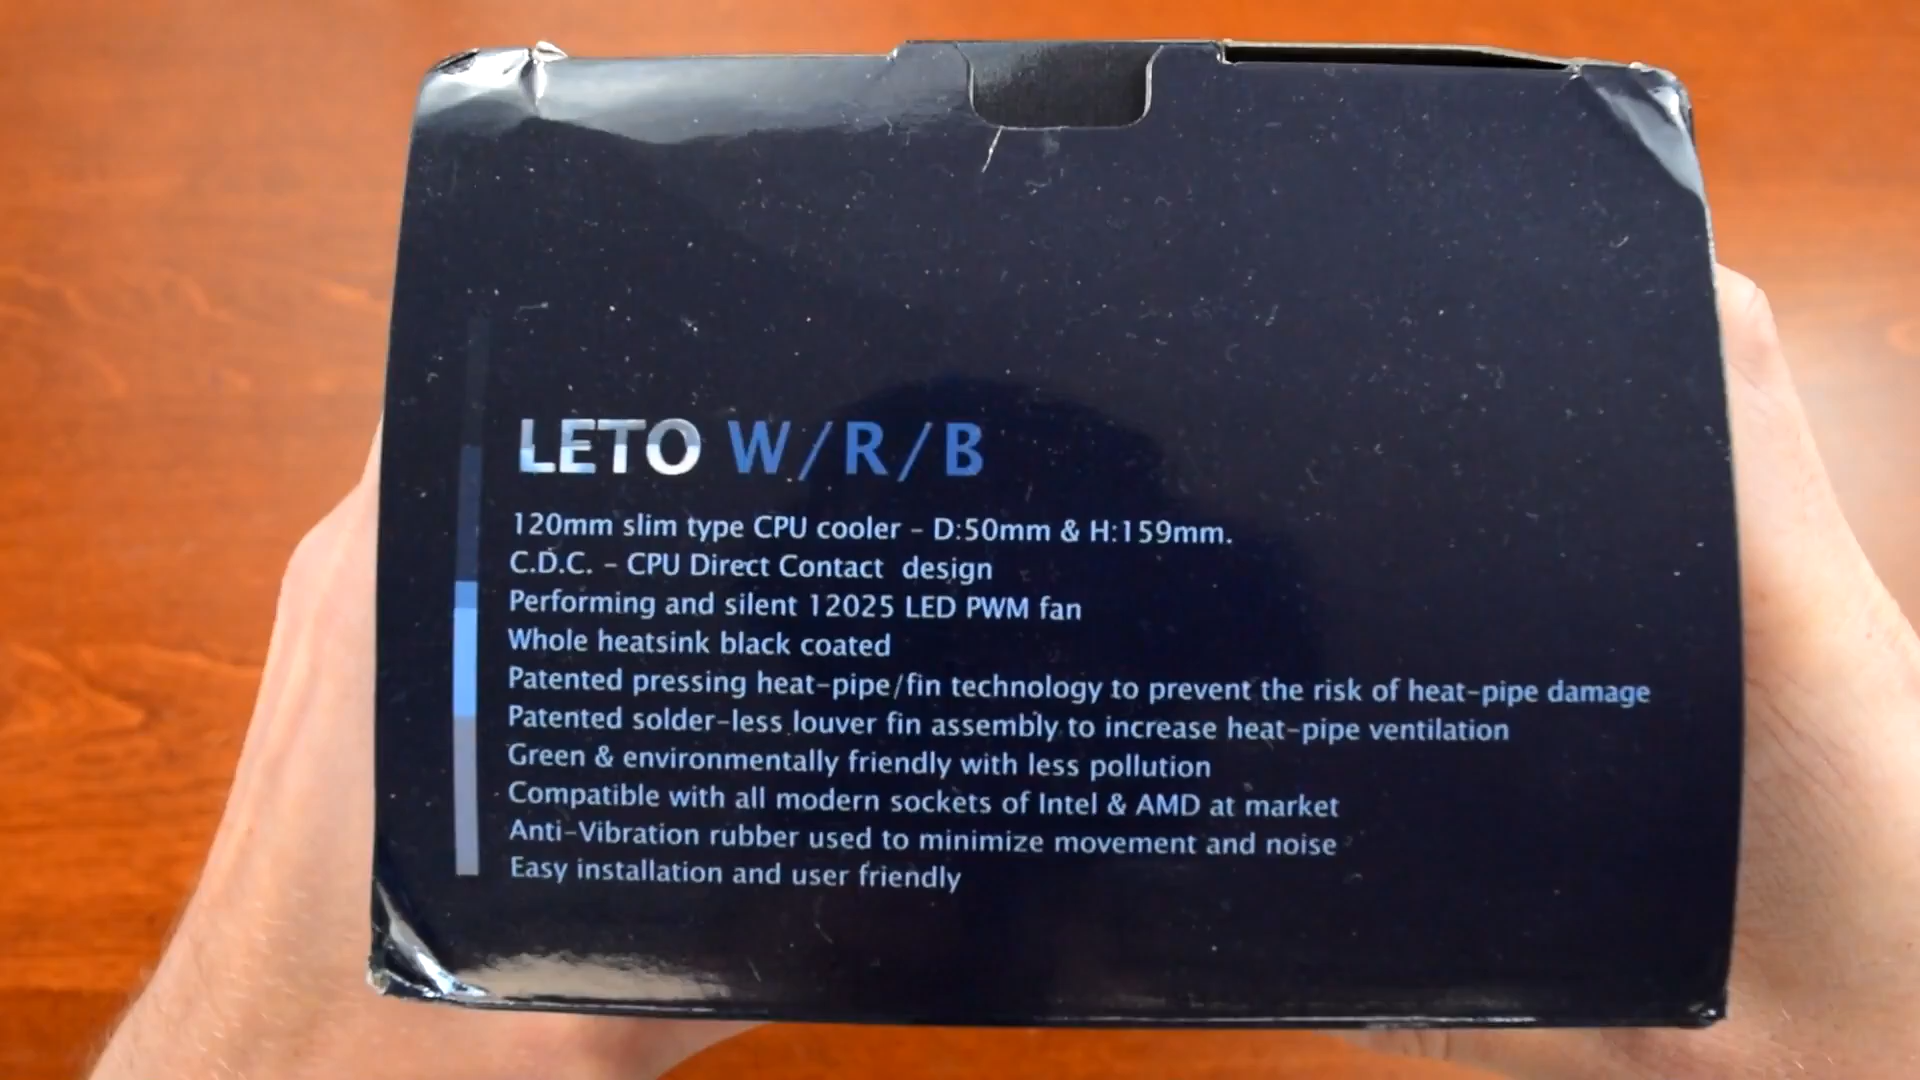 LETO W/R/B
120mm slim type CPU cooler - D:50mm & H:159mm.
C.D.C. - CPU Direct Contact design
Performing and silent 12025 LED PWM fan
Whole heatsink black coated
Patented pressing heat-pipe/fin technology to prevent the risk of heat-pipe damage
Patented solder-less louver fin assembly to increase heat-pipe ventilation
Green & environmentally friendly with less pollution
Compatible with all modern sockets of Intel & AMD at market
Anti-Vibration rubber used to minimize movement and noise
Easy installation and user friendly